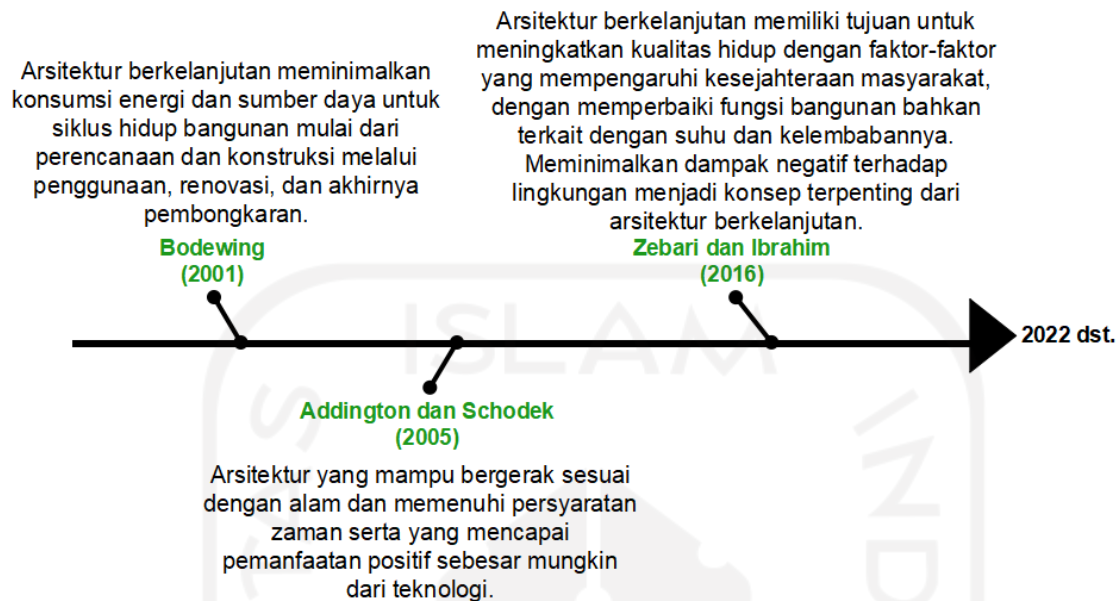 Arsitektur berkelanjutan meminimalkan
konsumsi energi dan sumber daya untuk
siklus hidup bangunan mulai dari
perencanaan dan konstruksi melalui
penggunaan, renovasi, dan akhirnya
pembongkaran.
Bodewing
(2001)
Arsitektur berkelanjutan memiliki tujuan untuk
meningkatkan kualitas hidup dengan faktor-faktor
yang mempengaruhi kesejahteraan masyarakat,
dengan memperbaiki fungsi bangunan bahkan
terkait dengan suhu dan kelembabannya.
Meminimalkan dampak negatif terhadap
lingkungan menjadi konsep terpenting dari
arsitektur berkelanjutan.
Zebari dan Ibrahim
(2016)
2022 dst.
Addington dan Schodek
(2005)
Arsitektur yang mampu bergerak sesuai
dengan alam dan memenuhi persyaratan
zaman serta yang mencapai
pemanfaatan positif sebesar mungkin
dari teknologi.
ISLAM
IND